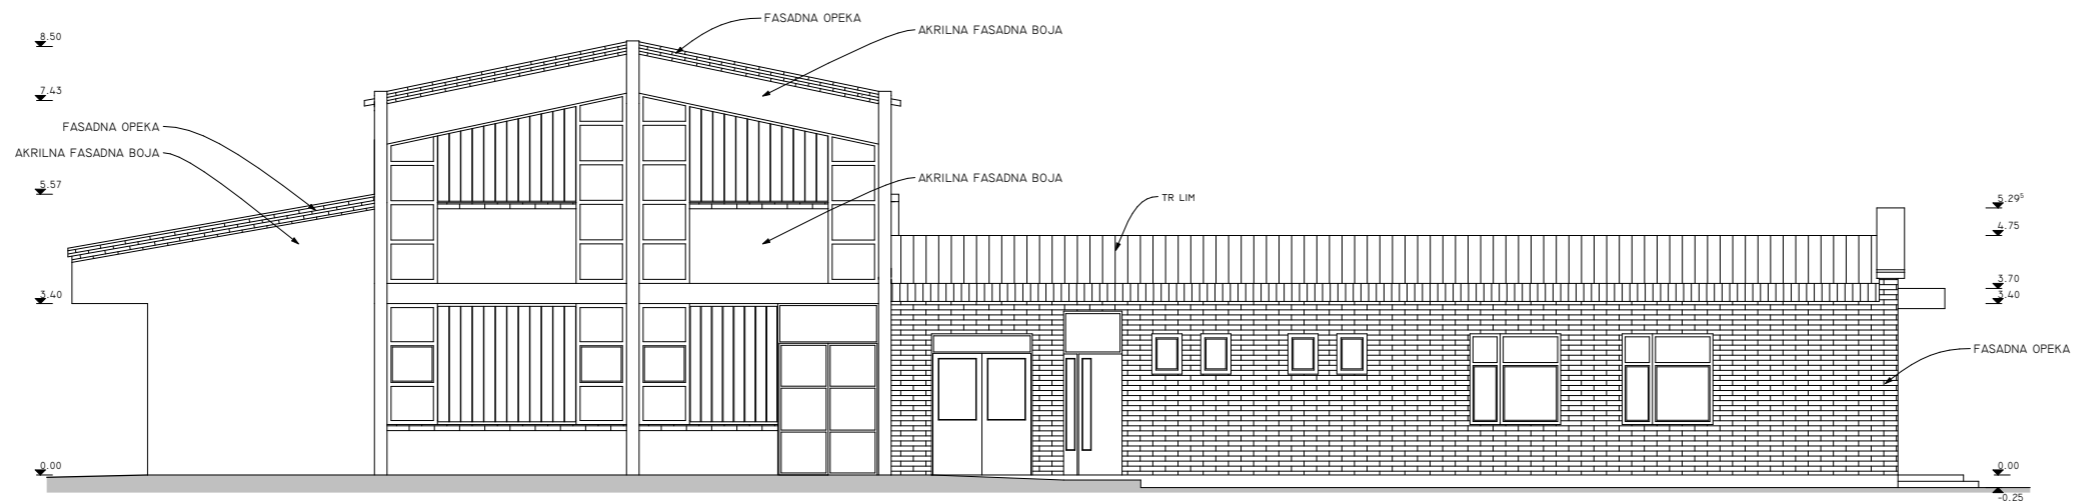 FASADNA OPEKA
AKRILNA FASADNA BOJA
8.50
7.43
FASADNA OPEKA
AKRILNA FASADNA BOJA
5.57
AKRILNA FASADNA BOJA
TR LIM
5.29⁵
4.75
3.70
3.40
3.40
FASADNA OPEKA
0.00
0.00
-0.25